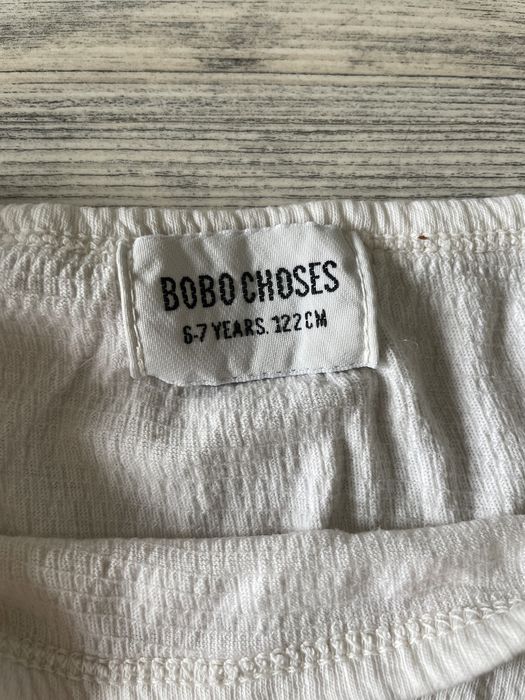 BOBO CHOSES
6-7 YEARS. 122 CM